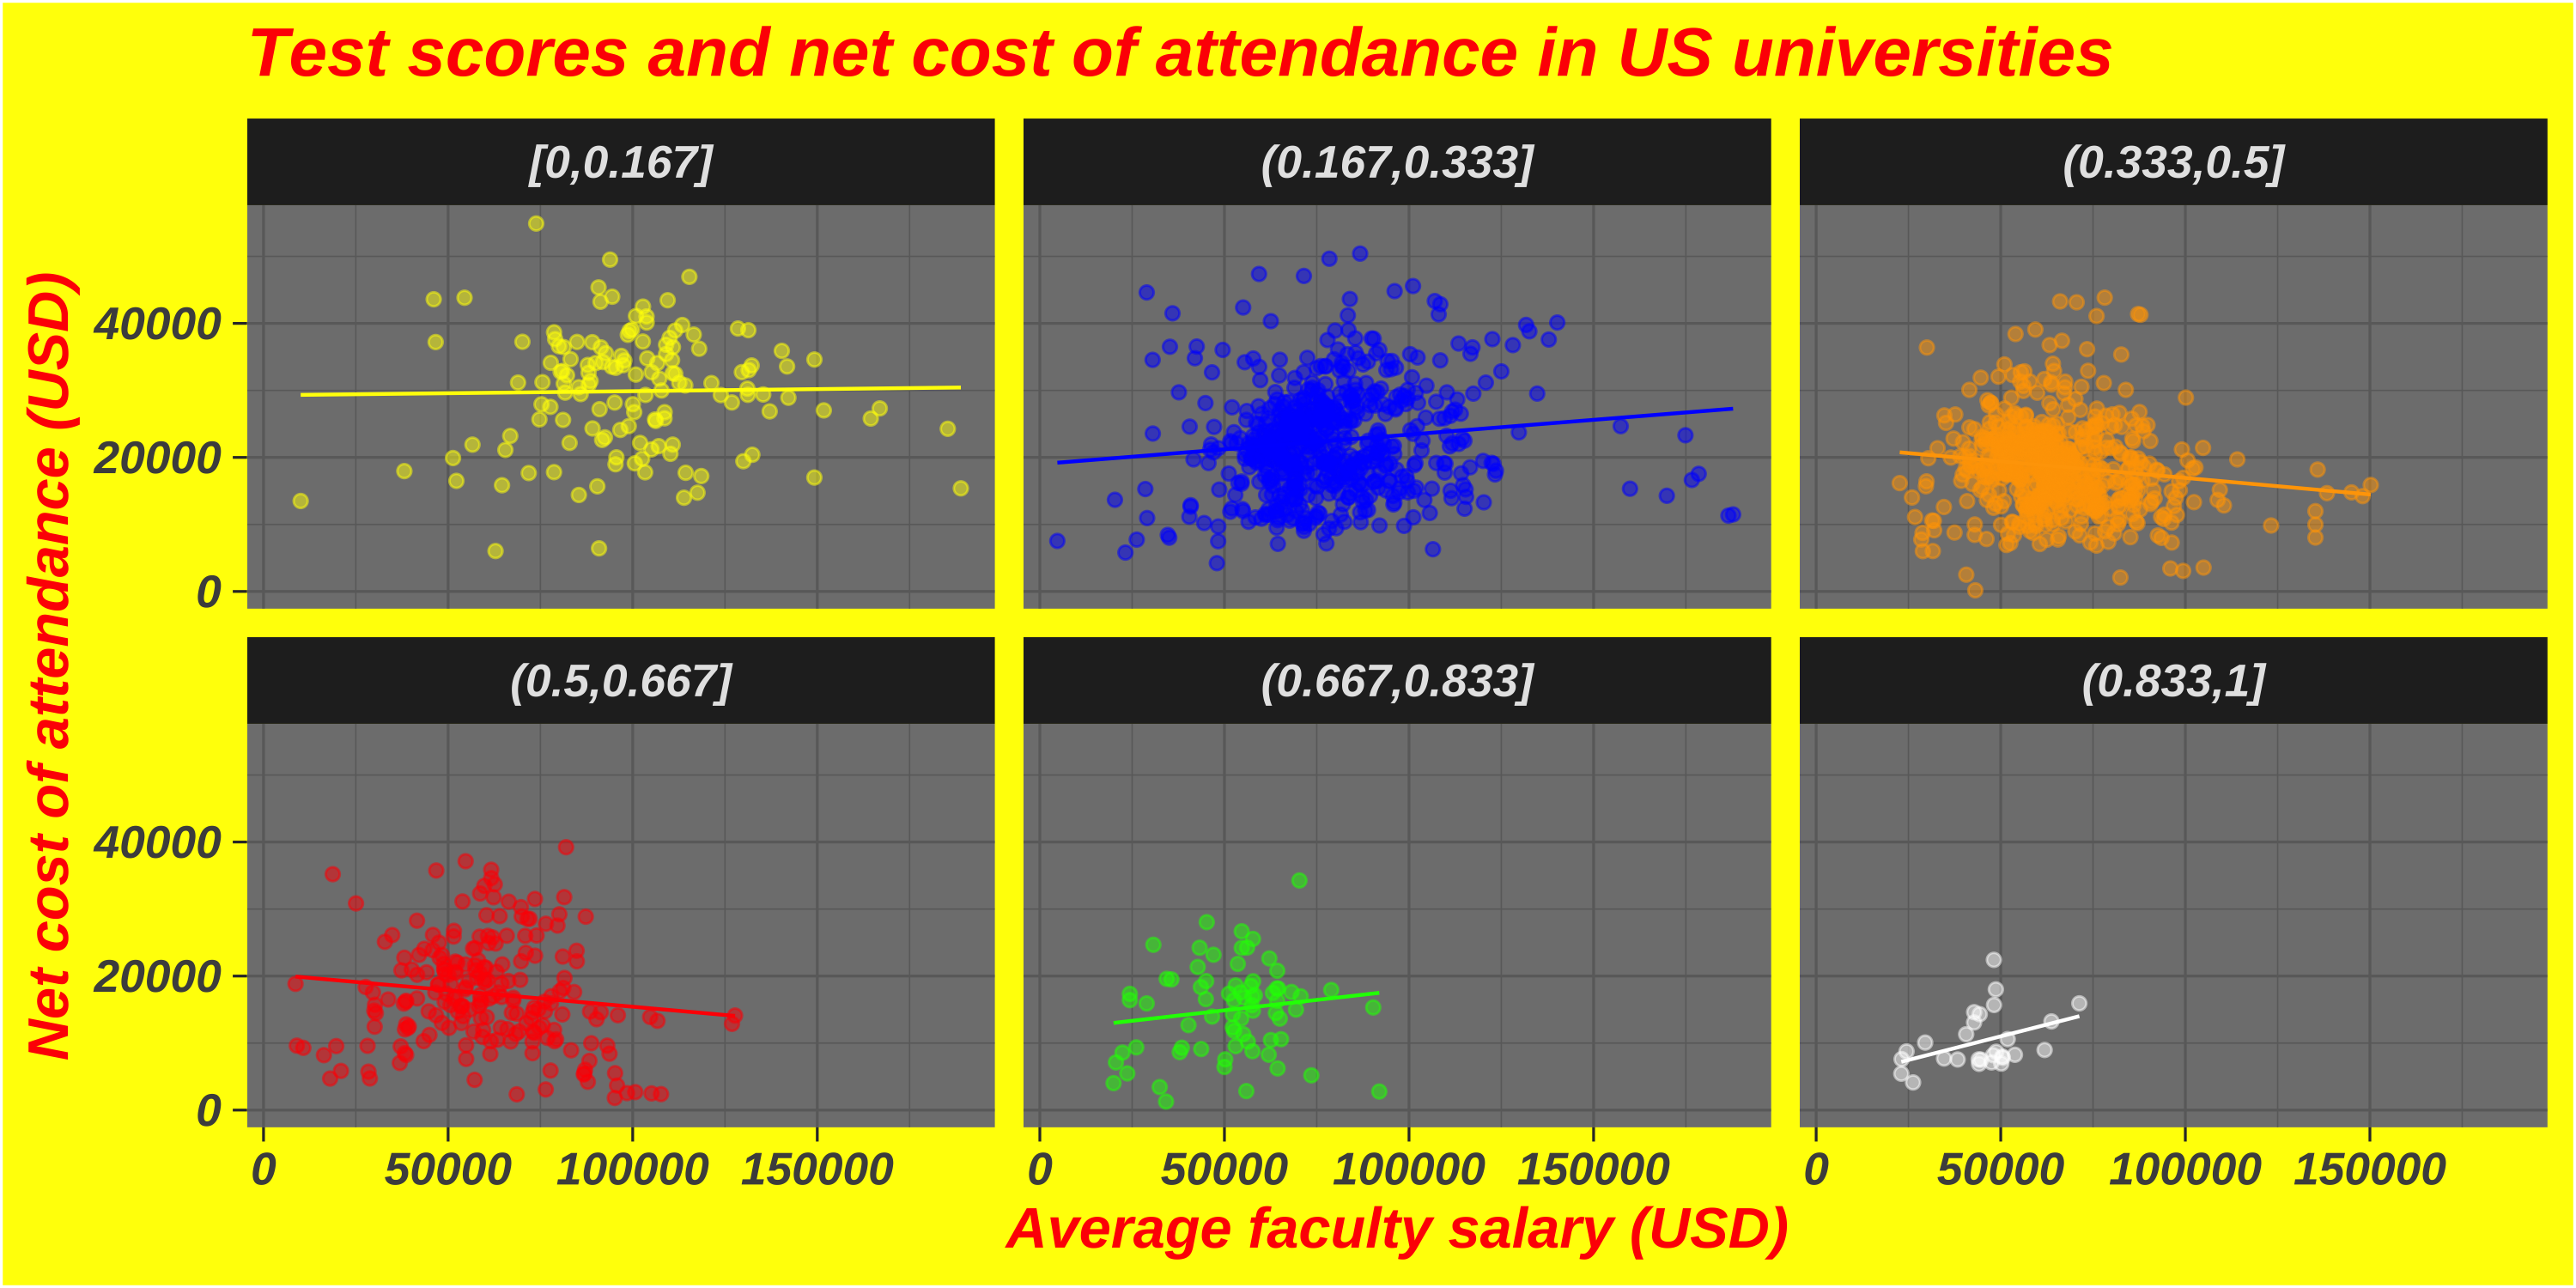 Test scores and net cost of attendance in US universities
[0,0.167]
(0.167,0.333]
(0.333,0.5]
40000
20000
0
Net cost of attendance (USD)
(0.5,0.667]
(0.667,0.833]
(0.833,1]
40000
20000
0
0 50000 100000 150000
0 50000 100000 150000
0 50000 100000 150000
Average faculty salary (USD)